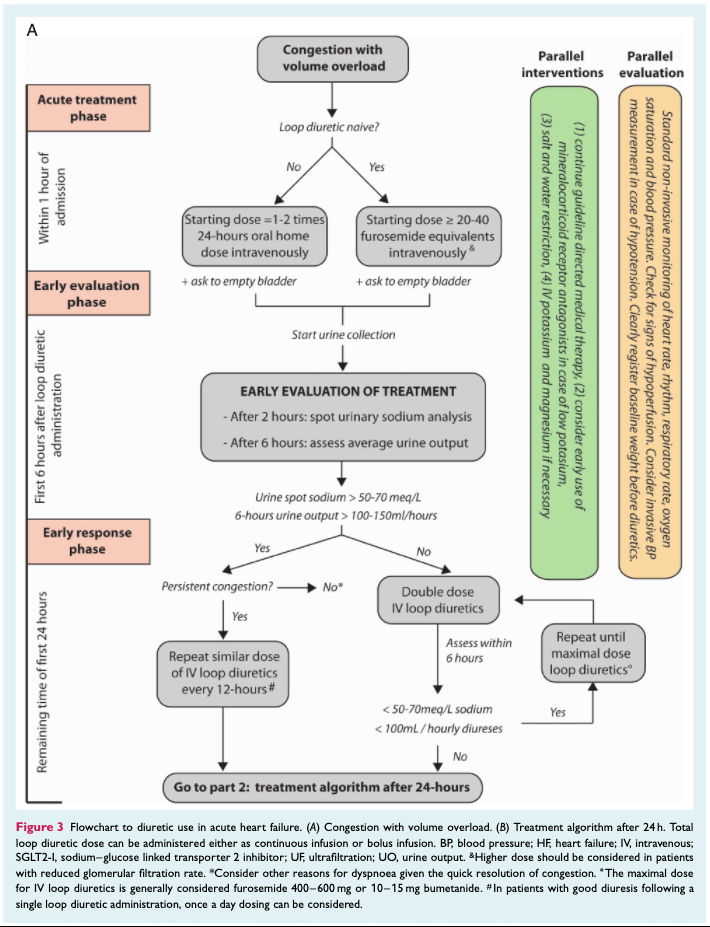 A
Congestion with
volume overload
Parallel
interventions
Parallel
evaluation
Acute treatment
phase
Loop diuretic naive?
No
Yes
Within 1 hour of
admission
Starting dose =1-2 times
24-hours oral home
dose intravenously
Starting dose ≥ 20-40
furosemide equivalents
intravenously &
+ ask to empty bladder
+ ask to empty bladder
Early evaluation
phase
Start urine collection
First 6 hours after loop diuretic
administration
EARLY EVALUATION OF TREATMENT
- After 2 hours: spot urinary sodium analysis
- After 6 hours: assess average urine output
Urine spot sodium > 50-70 meq/L
6-hours urine output > 100-150ml/hours
Early response
phase
Yes
No
Persistent congestion?
No*
Double dose
IV loop diuretics
Yes
Remaining time of first 24 hours
Repeat similar dose
of IV loop diuretics
every 12-hours#
Assess within
6 hours
Repeat until
maximal dose
loop diuretics°
< 50-70meq/L sodium
< 100mL / hourly diureses
Yes
No
Go to part 2: treatment algorithm after 24-hours
(1) continue guideline directed medical therapy, (2) consider early use of
mineralocorticoid receptor antagonists in case of low potasium,
(3) salt and water restriction, (4) IV potassium and magnesium if necessary
Standard non-invasive monitoring of heart rate, rhythm, respiratory rate, oxygen
saturation and blood pressure. Check for signs of hypoperfusion. Consider invasive BP
measurement in case of hypotension. Clearly register baseline weight before diuretics.
Figure 3 Flowchart to diuretic use in acute heart failure. (A) Congestion with volume overload. (B) Treatment algorithm after 24 h. Total
loop diuretic dose can be administered either as continuous infusion or bolus infusion. BP, blood pressure; HF, heart failure; IV, intravenous;
SGLT2-I, sodium–glucose linked transporter 2 inhibitor; UF, ultrafiltration; UO, urine output. &Higher dose should be considered in patients
with reduced glomerular filtration rate. *Consider other reasons for dyspnoea given the quick resolution of congestion. °The maximal dose
for IV loop diuretics is generally considered furosemide 400–600 mg or 10–15 mg bumetanide. #In patients with good diuresis following a
single loop diuretic administration, once a day dosing can be considered.